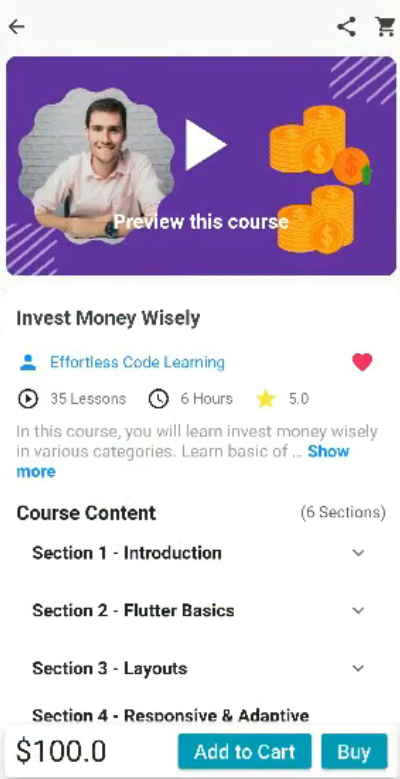 Preview this course
Invest Money Wisely
Effortless Code Learning
35 Lessons 6 Hours 5.0
In this course, you will learn invest money wisely
in various categories. Learn basic of ... Show
more
Course Content (6 Sections)
Section 1 - Introduction
Section 2 - Flutter Basics
Section 3 - Layouts
Section 4 - Responsive & Adaptive
$100.0 Add to Cart Buy